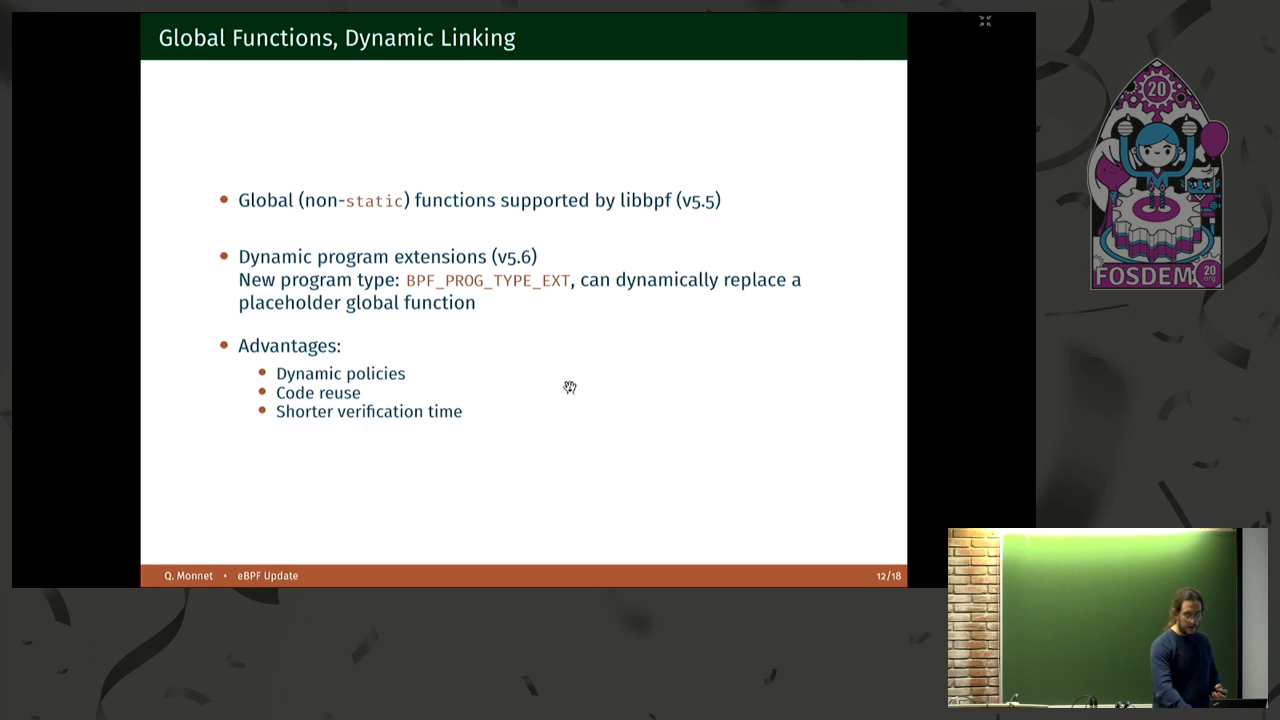 Global Functions, Dynamic Linking
• Global (non-static) functions supported by libbpf (v5.5)
• Dynamic program extensions (v5.6)
New program type: BPF_PROG_TYPE_EXT, can dynamically replace a
placeholder global function
• Advantages:
• Dynamic policies
• Code reuse
• Shorter verification time
Q. Monnet • eBPF Update
12/18
20
FOSDEM 20
.org